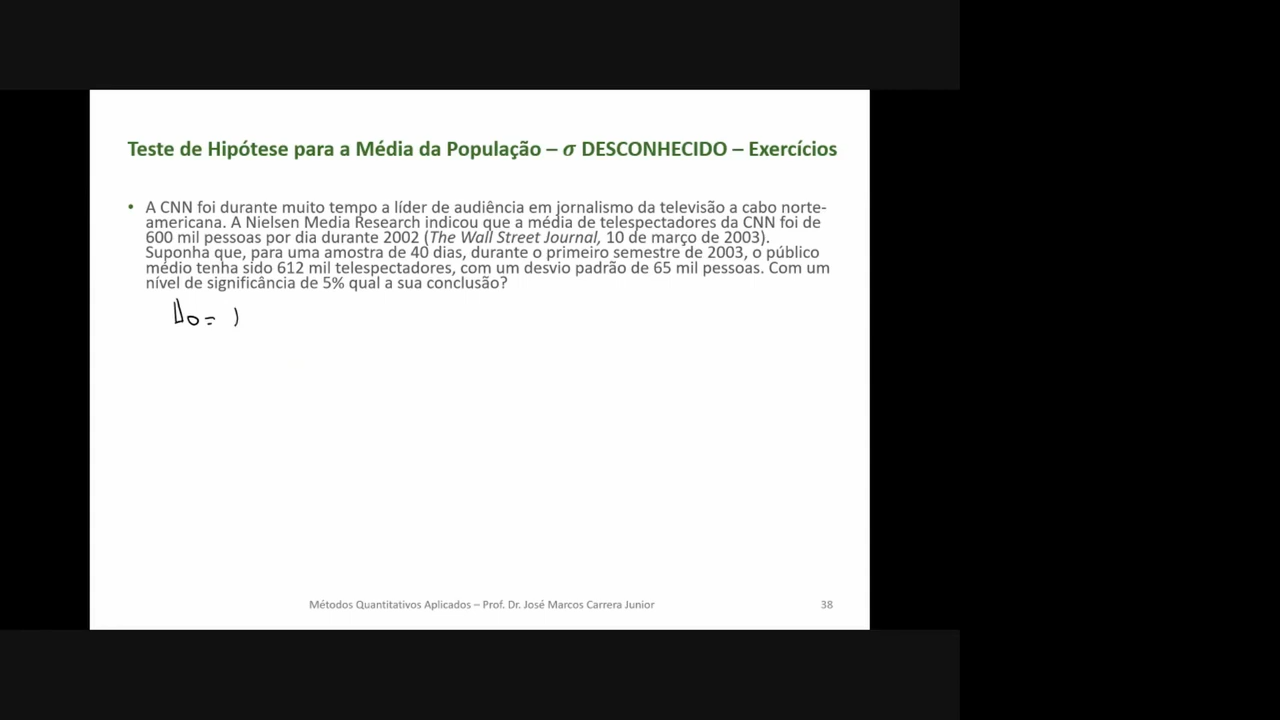 Teste de Hipótese para a Média da População – σ DESCONHECIDO – Exercícios
• A CNN foi durante muito tempo a líder de audiência em jornalismo da televisão a cabo norte-
americana. A Nielsen Media Research indicou que a média de telespectadores da CNN foi de
600 mil pessoas por dia durante 2002 (The Wall Street Journal, 10 de março de 2003).
Suponha que, para uma amostra de 40 dias, durante o primeiro semestre de 2003, o público
médio tenha sido 612 mil telespectadores, com um desvio padrão de 65 mil pessoas. Com um
nível de significância de 5% qual a sua conclusão?
Métodos Quantitativos Aplicados – Prof. Dr. José Marcos Carrera Junior
38